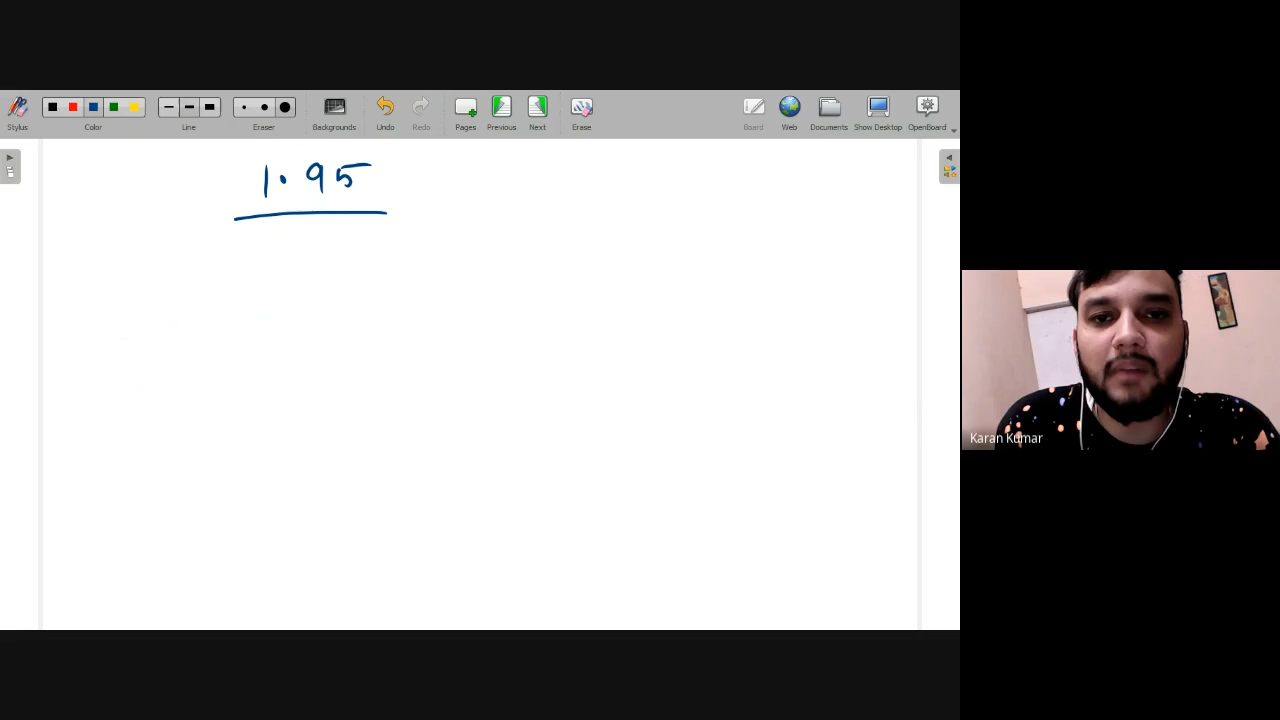 Stylus
Color
Line
Eraser
Backgrounds
Undo
Redo
Pages
Previous
Next
Erase
Board
Web
Documents
Show Desktop
OpenBoard
1.95
Karan Kumar